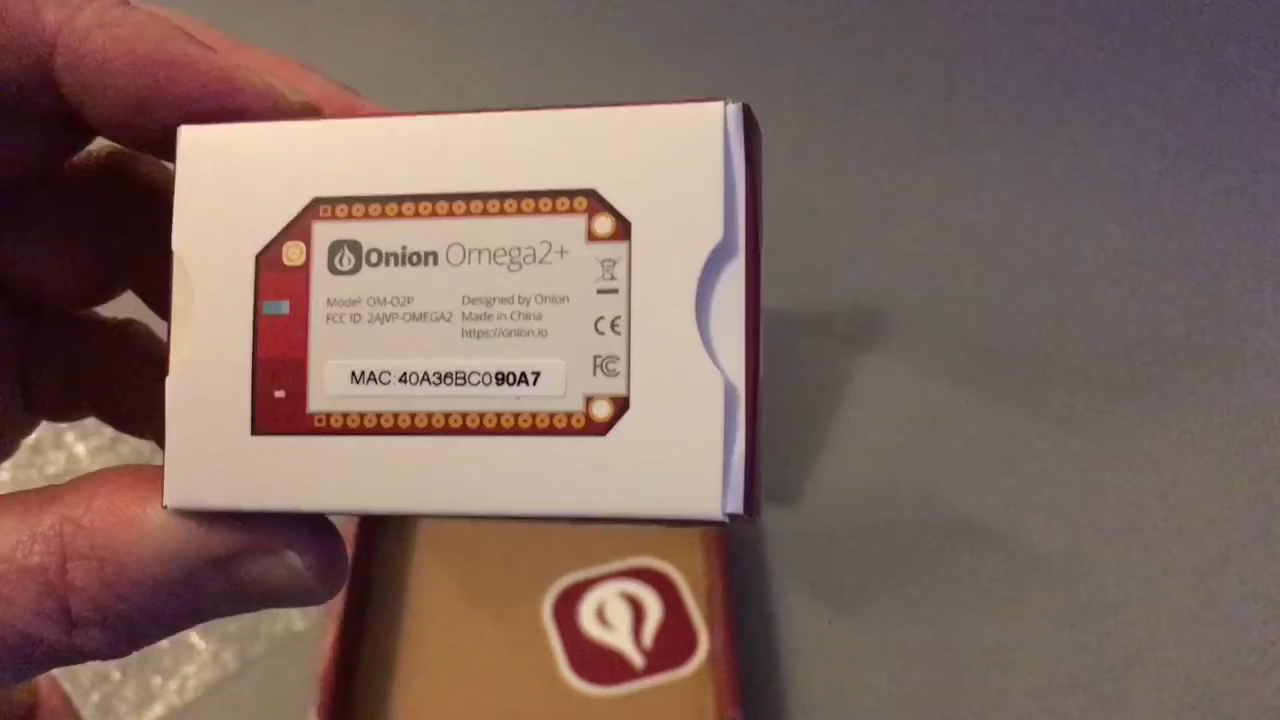 Onion Omega2+
Model: OM-O2P
FCC ID: 2AJVP-OMEGA2
Designed by Onion
Made in China
https://onion.io
CE
FC
MAC:40A36BC090A7